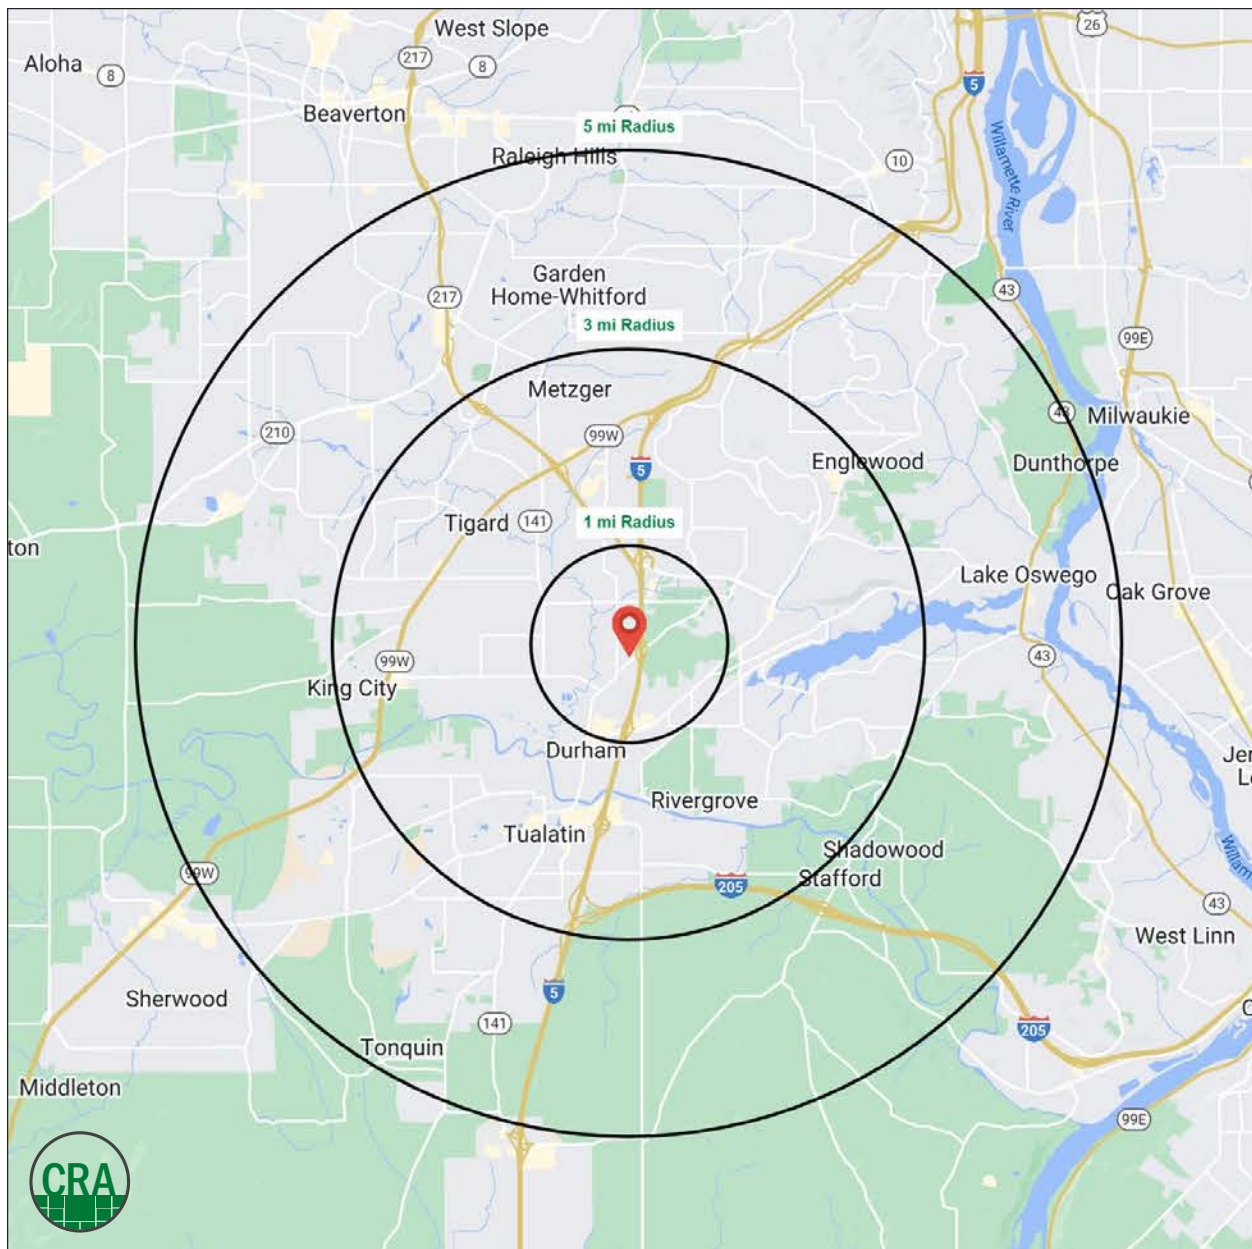 West Slope
26
217
Aloha
8
8
5
Beaverton
5 mi Radius
Raleigh Hills
10
Willamette River
Garden
Home-Whitford
217
43
3 mi Radius
99E
Metzger
43
Milwaukie
210
99W
Englewood
Dunthorpe
5
1 mi Radius
Tigard
141
ton
Lake Oswego
Oak Grove
99W
43
King City
Durham
Jer
Rivergrove
Tualatin
Shadowood
99W
Stafford
205
43
West Linn
5
Sherwood
141
205
Tonquin
Middleton
99E
CRA